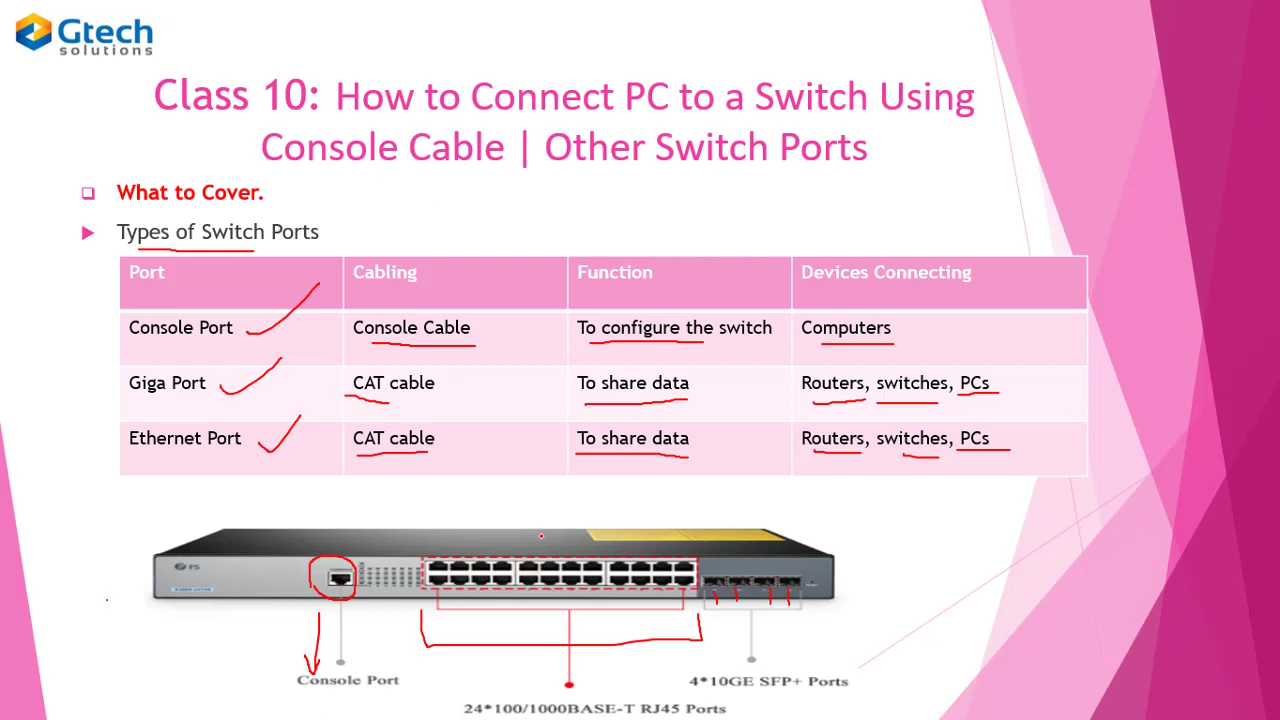 Gtech
solutions
Class 10: How to Connect PC to a Switch Using
Console Cable | Other Switch Ports
What to Cover.
Types of Switch Ports
Port Cabling Function Devices Connecting
Console Port Console Cable To configure the switch Computers
Giga Port CAT cable To share data Routers, switches, PCs
Ethernet Port CAT cable To share data Routers, switches, PCs
FS
Console Port
4*10GE SFP+ Ports
24*100/1000BASE-T RJ45 Ports